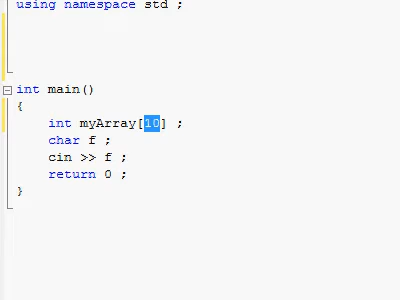 using namespace std ;
int main()
{
int myArray[10] ;
char f ;
cin >> f ;
return 0 ;
}